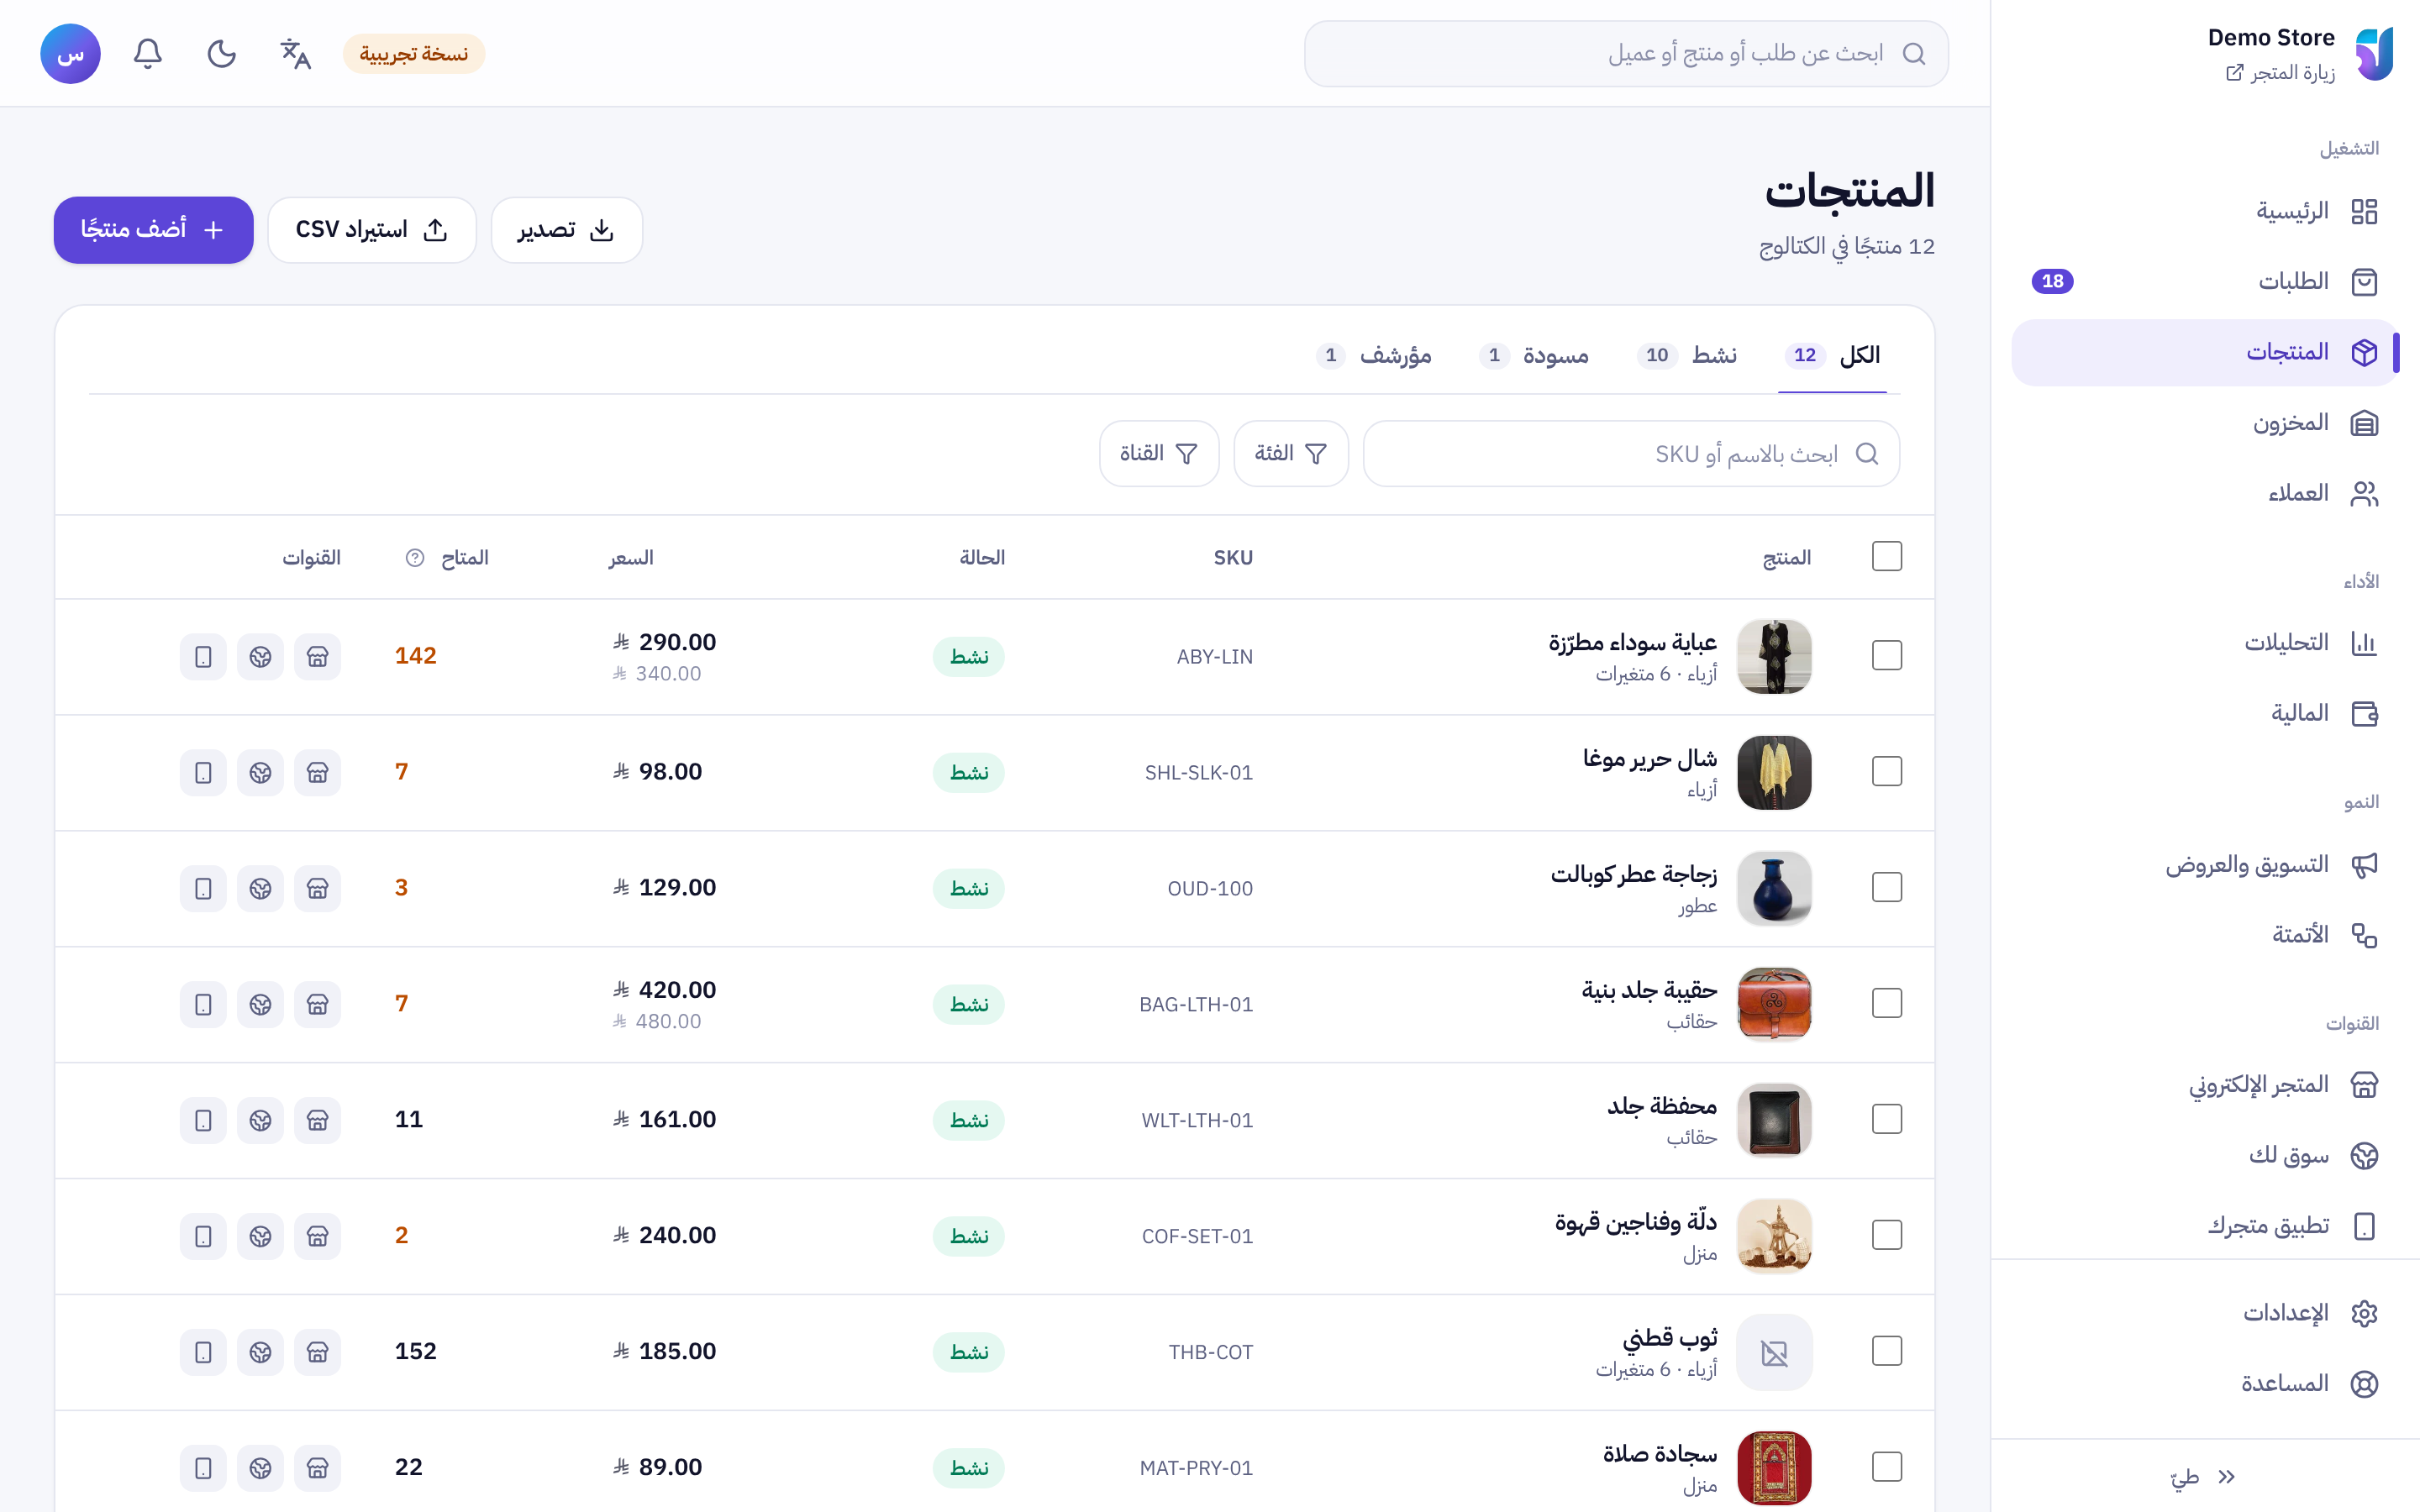 Demo Store
زيارة المتجر
التشغيل
الرئيسية
الطلبات 18
المنتجات
المخزون
العملاء
الأداء
التحليلات
المالية
النمو
التسويق والعروض
الأتمتة
القنوات
المتجر الإلكتروني
سوق لك
تطبيق متجرك
الإعدادات
المساعدة
طيّ
ابحث عن طلب أو منتج أو عميل
نسخة تجريبية
س
المنتجات
12 منتجًا في الكتالوج
تصدير
استيراد CSV
أضف منتجًا
الكل 12 نشط 10 مسودة 1 مؤرشف 1
ابحث بالاسم أو SKU
الفئة
القناة
المنتج SKU الحالة السعر المتاح القنوات
عباية سوداء مطرّزة ABY-LIN نشط 290.00 142
أزياء · 6 متغيرات 340.00
شال حرير موغا SHL-SLK-01 نشط 98.00 7
أزياء
زجاجة عطر كوبالت OUD-100 نشط 129.00 3
عطور
حقيبة جلد بنية BAG-LTH-01 نشط 420.00 7
حقائب 480.00
محفظة جلد WLT-LTH-01 نشط 161.00 11
حقائب
دلّة وفناجين قهوة COF-SET-01 نشط 240.00 2
منزل
ثوب قطني THB-COT نشط 185.00 152
أزياء · 6 متغيرات
سجادة صلاة MAT-PRY-01 نشط 89.00 22
منزل